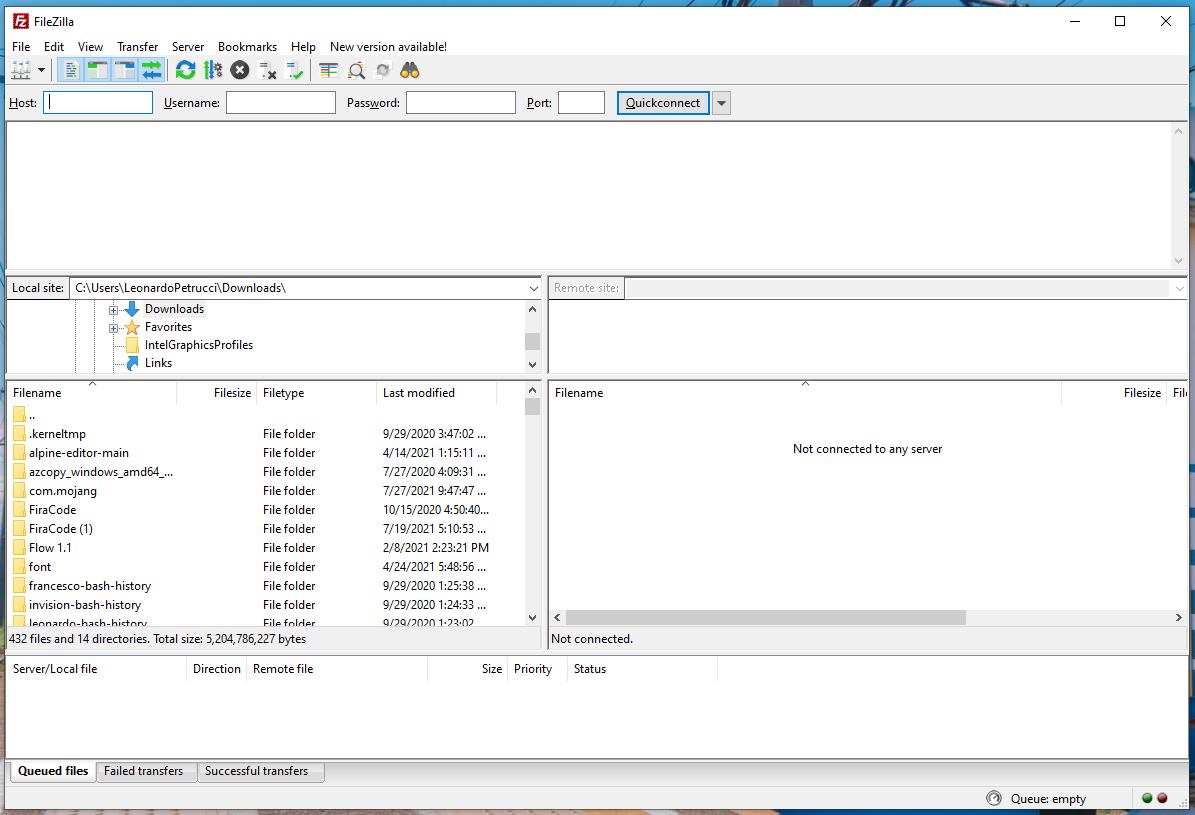 FileZilla
File Edit View Transfer Server Bookmarks Help New version available!
Host: Username: Password: Port: Quickconnect
Local site: C:\Users\LeonardoPetrucci\Downloads\
Downloads
Favorites
IntelGraphicsProfiles
Links
Remote site:
Filename Filesize Filetype Last modified
..
.kerneltmp File folder 9/29/2020 3:47:02 ...
alpine-editor-main File folder 4/14/2021 1:15:11 ...
azcopy_windows_amd64_... File folder 7/27/2020 4:09:31 ...
com.mojang File folder 7/27/2021 9:47:47 ...
FiraCode File folder 10/15/2020 4:50:40...
FiraCode (1) File folder 7/19/2021 5:10:53 ...
Flow 1.1 File folder 2/8/2021 2:23:21 PM
font File folder 4/24/2021 5:48:56 ...
francesco-bash-history File folder 9/29/2020 1:25:38 ...
invision-bash-history File folder 9/29/2020 1:24:33 ...
leonardo-bash-history File folder 9/29/2020 1:23:02 ...
432 files and 14 directories. Total size: 5,204,786,227 bytes
Filename Filesize File
Not connected to any server
Not connected.
Server/Local file Direction Remote file Size Priority Status
Queued files Failed transfers Successful transfers
Queue: empty